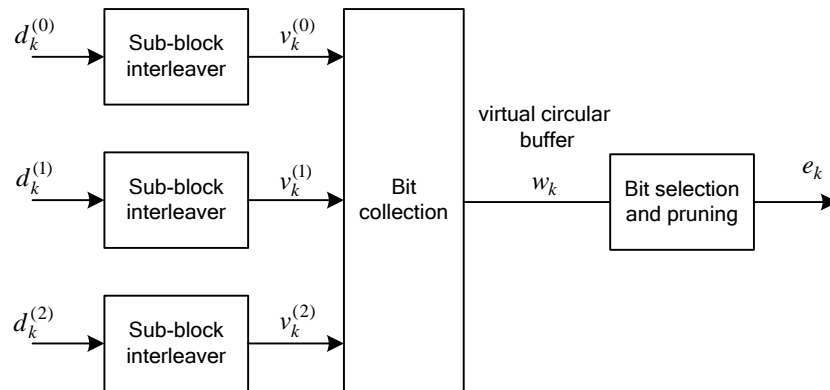 d_k^{(0)}
Sub-block
interleaver
v_k^{(0)}
d_k^{(1)}
Sub-block
interleaver
v_k^{(1)}
d_k^{(2)}
Sub-block
interleaver
v_k^{(2)}
Bit
collection
virtual circular
buffer
w_k
Bit selection
and pruning
e_k